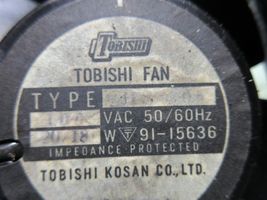 TOBISHI
TOBISHI FAN
TYPE
VAC 50/60Hz
W 91-15636
IMPEDANCE PROTECTED
TOBISHI KOSAN CO.,LTD.